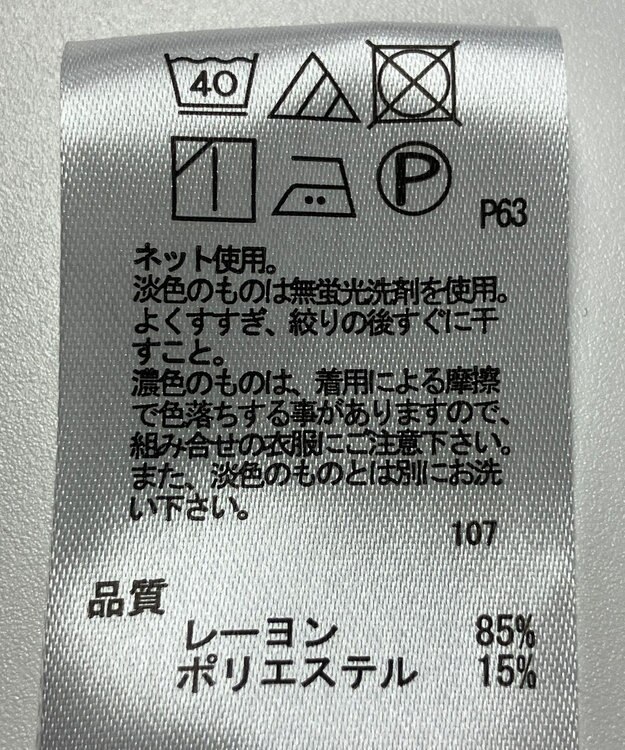 40
P
P63
ネット使用。
淡色のものは無蛍光洗剤を使用。
よくすすぎ、絞りの後すぐに干
すこと。
濃色のものは、着用による摩擦
で色落ちする事がありますので、
組み合せの衣服にご注意下さい。
また、淡色のものとは別にお洗
い下さい。
107
品質
レーヨン 85%
ポリエステル 15%